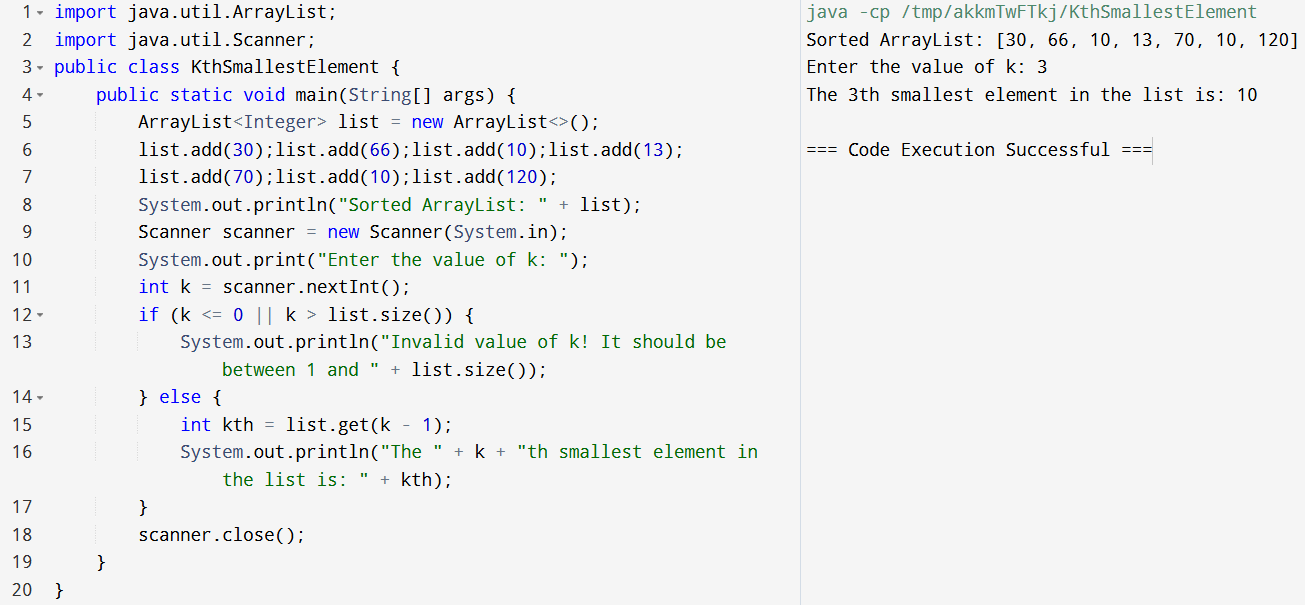 1 import java.util.ArrayList;
2 import java.util.Scanner;
3 public class KthSmallestElement {
4     public static void main(String[] args) {
5         ArrayList<Integer> list = new ArrayList<>();
6         list.add(30);list.add(66);list.add(10);list.add(13);
7         list.add(70);list.add(10);list.add(120);
8         System.out.println("Sorted ArrayList: " + list);
9         Scanner scanner = new Scanner(System.in);
10         System.out.print("Enter the value of k: ");
11         int k = scanner.nextInt();
12         if (k <= 0 || k > list.size()) {
13             System.out.println("Invalid value of k! It should be
                between 1 and " + list.size());
14         } else {
15             int kth = list.get(k - 1);
16             System.out.println("The " + k + "th smallest element in
                the list is: " + kth);
17         }
18         scanner.close();
19     }
20 }
java -cp /tmp/akkmTwFTkj/KthSmallestElement
Sorted ArrayList: [30, 66, 10, 13, 70, 10, 120]
Enter the value of k: 3
The 3th smallest element in the list is: 10
=== Code Execution Successful ===